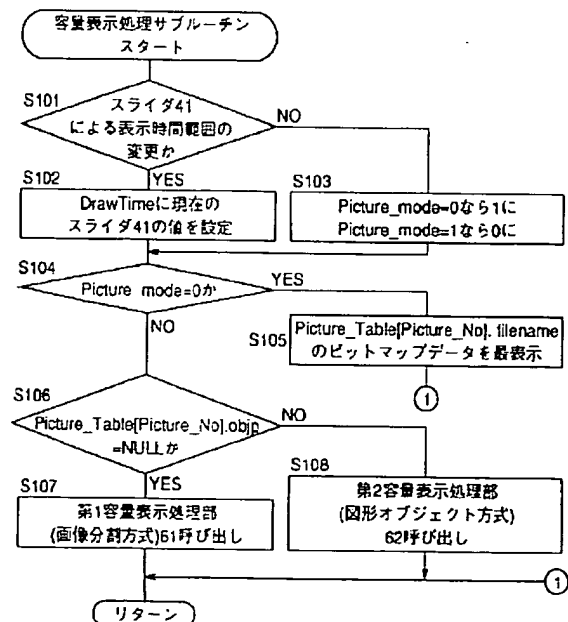 容量表示処理サブルーチン
スタート
S101
スライダ41
による表示時間範囲の
変更か
NO
YES
S102
DrawTimeに現在の
スライダ41の値を設定
S103
Picture_mode=0なら1に
Picture_mode=1なら0に
S104
Picture_mode=0か
YES
NO
S105
Picture_Table[Picture_No].filename
のビットマップデータを最表示
1
S106
Picture_Table[Picture_No].objp
=NULLか
NO
YES
S107
第1容量表示処理部
(画像分割方式)61呼び出し
S108
第2容量表示処理部
(図形オブジェクト方式)
62呼び出し
1
リターン